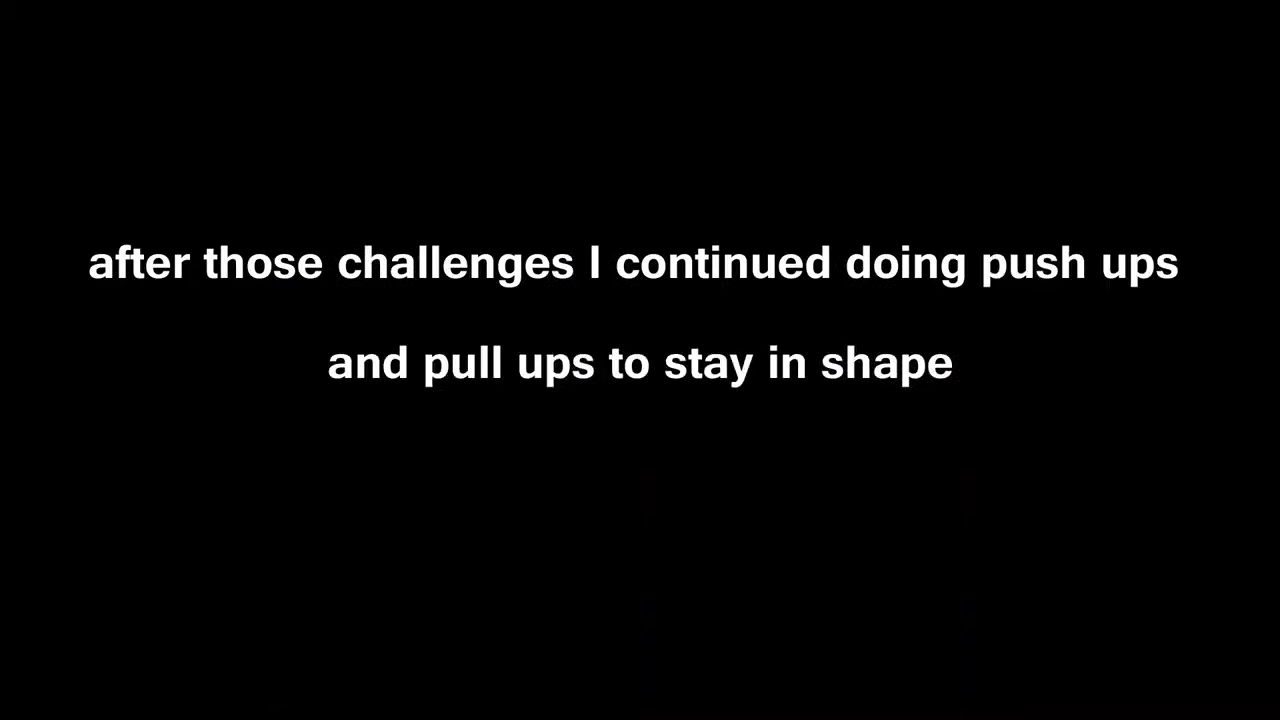 after those challenges I continued doing push ups
and pull ups to stay in shape